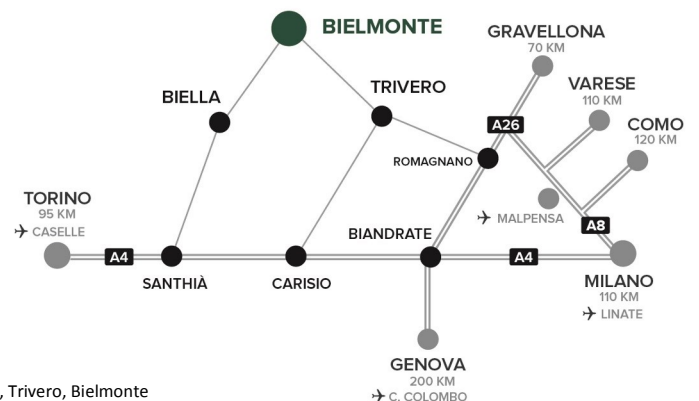 BIELMONTE
GRAVELLONA
70 KM
VARESE
110 KM
BIELLA
TRIVERO
A26
COMO
120 KM
ROMAGNANO
TORINO
95 KM
CASELLE
MALPENSA
A8
BIANDRATE
A4
A4
SANTHIÀ
CARISIO
MILANO
110 KM
LINATE
GENOVA
200 KM
C. COLOMBO
, Trivero, Bielmonte